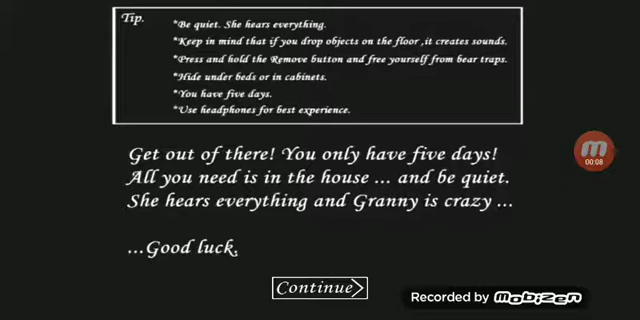 Tip.
*Be quiet. She hears everything.
*Keep in mind that if you drop objects on the floor ,it creates sounds.
*Press and hold the Remove button and free yourself from bear traps.
*Hide under beds or in cabinets.
*You have five days.
*Use headphones for best experience.
Get out of there! You only have five days!
All you need is in the house ... and be quiet.
She hears everything and Granny is crazy ...
...Good luck.
Continue
00:08
Recorded by MOBIZEN